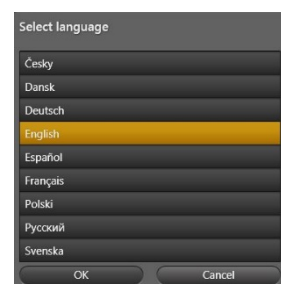 Select language
Česky
Dansk
Deutsch
English
Español
Français
Polski
Русский
Svenska
OK Cancel